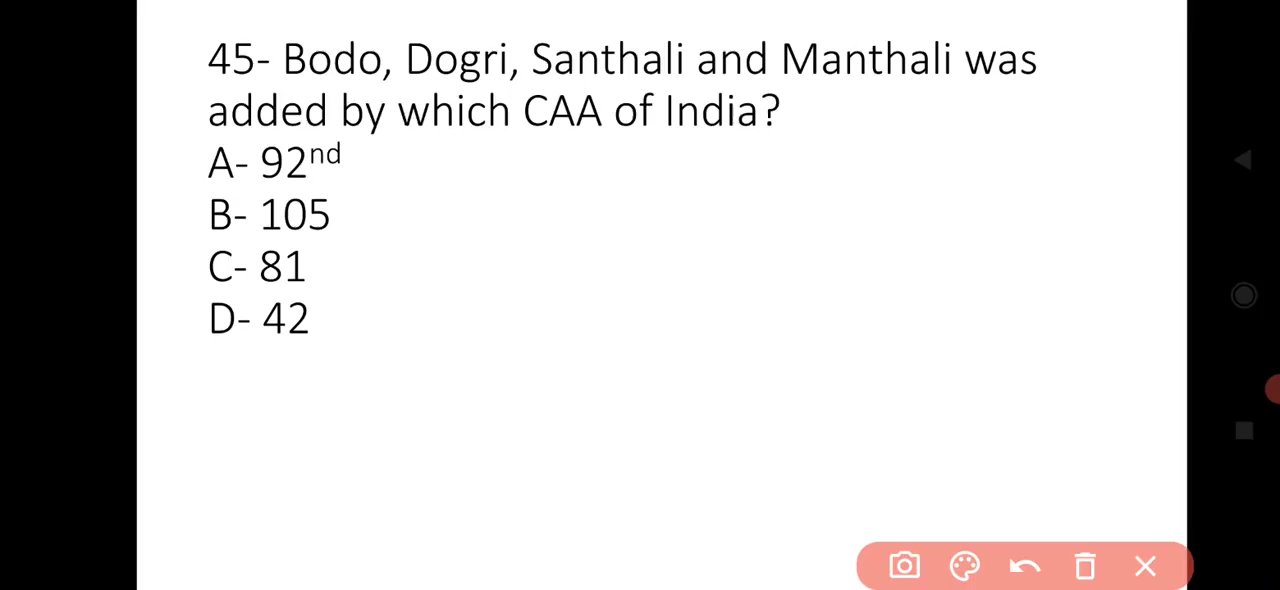 45- Bodo, Dogri, Santhali and Manthali was
added by which CAA of India?
A- 92nd
B- 105
C- 81
D- 42